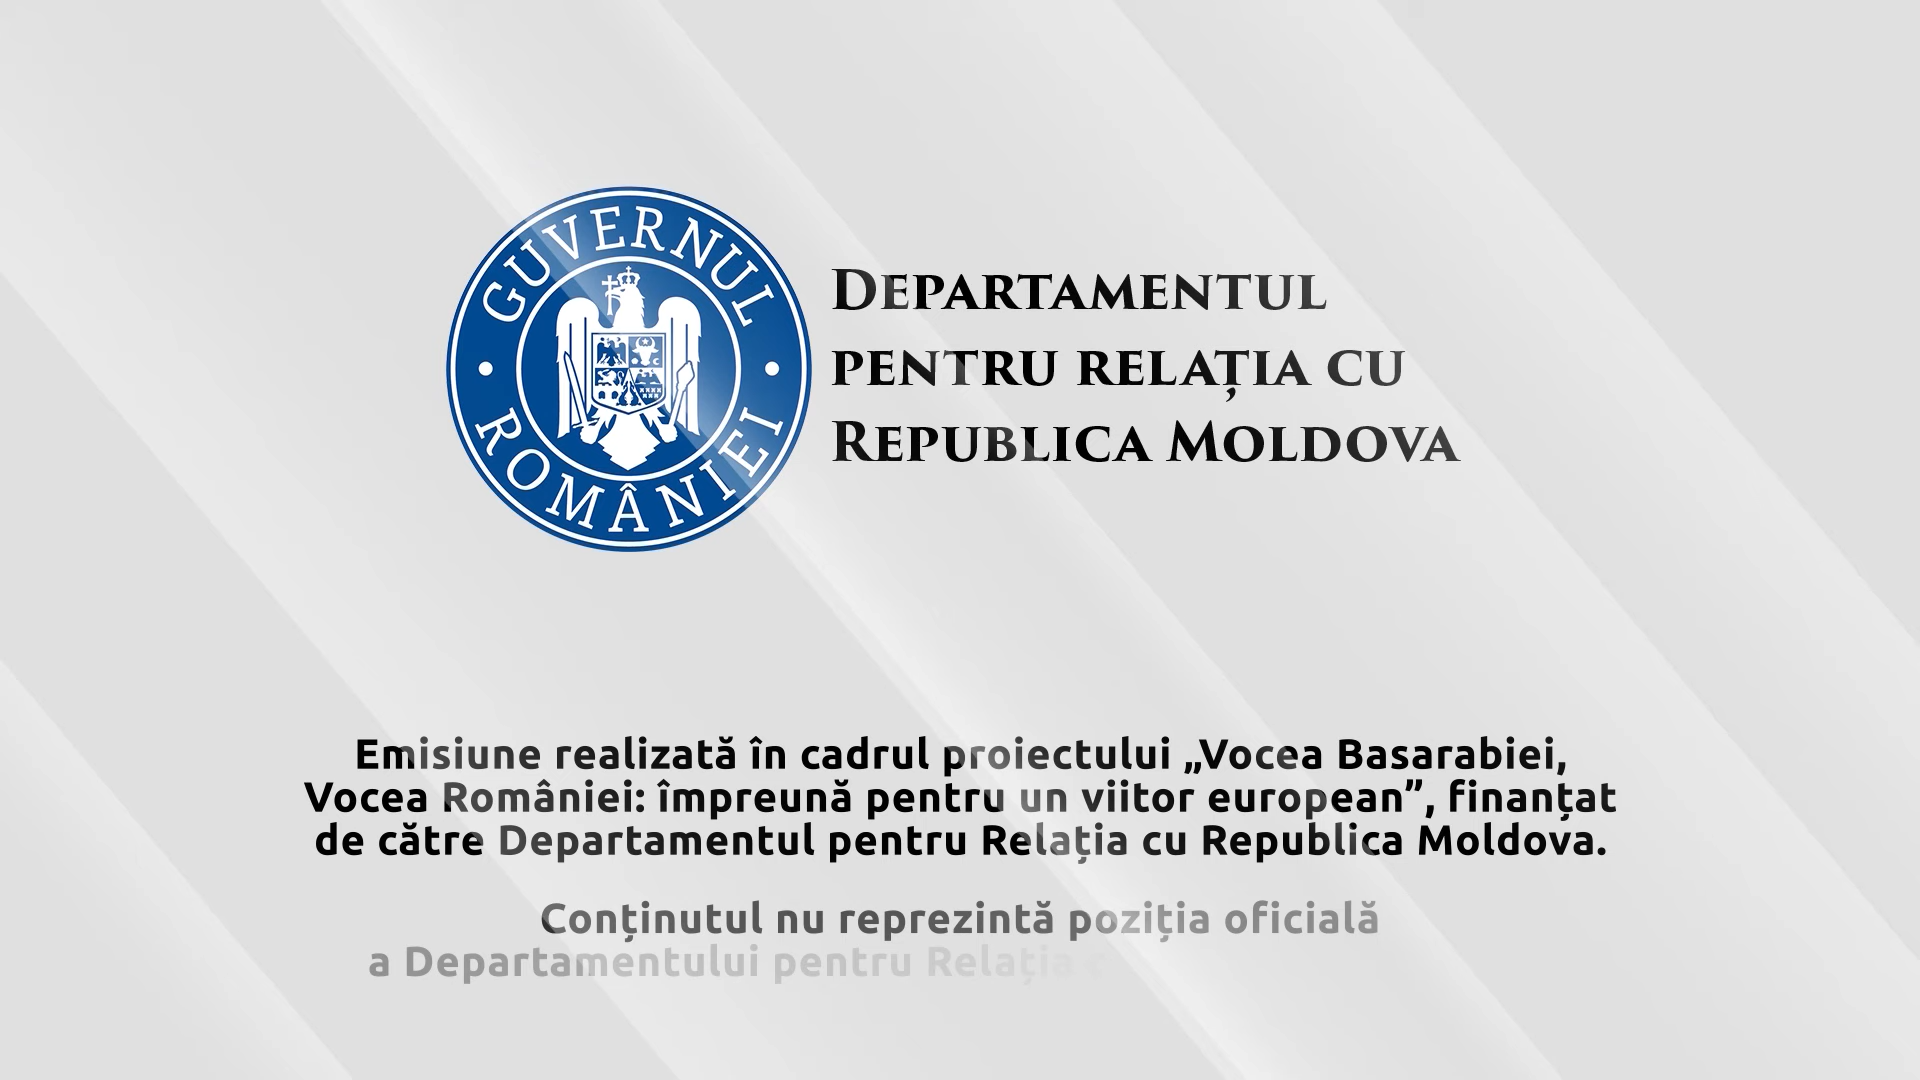 GUVERNUL
ROMÂNIEI
Departamentul
pentru relația cu
Republica Moldova
Emisiune realizată în cadrul proiectului „Vocea Basarabiei,
Vocea României: împreună pentru un viitor european”, finanțat
de către Departamentul pentru Relația cu Republica Moldova.
Conținutul nu reprezintă poziția oficială
a Departamentului pentru Relația